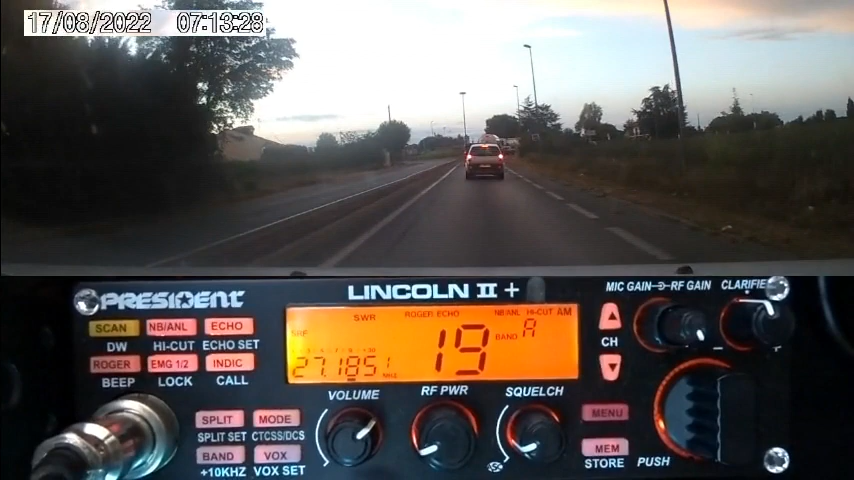 17/08/2022 07:13:28
PRESIDENT
LINCOLN II +
MIC GAIN RF GAIN CLARIFIER
SCAN NB/ANL ECHO
DW HI-CUT ECHO SET
ROGER EMG 1/2 INDIC
BEEP LOCK CALL
SWR ROGER ECHO NB/ANL HI-CUT AM
19 BAND A
27.1851
CH
VOLUME RF PWR SQUELCH
SPLIT MODE
SPLIT SET CTCSS/DCS
BAND VOX
+10KHZ VOX SET
MENU
MEM
STORE PUSH